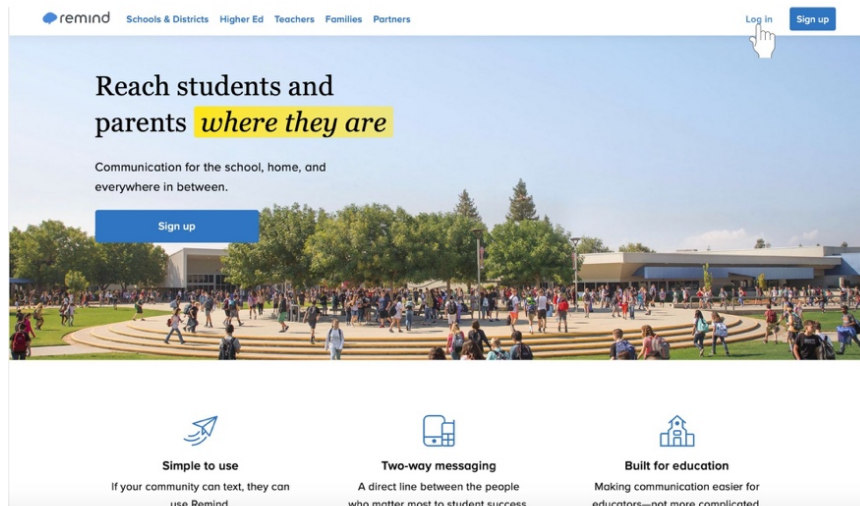 remind Schools & Districts Higher Ed Teachers Families Partners Log in Sign up
Reach students and
parents where they are
Communication for the school, home, and
everywhere in between.
Sign up
Simple to use
If your community can text, they can
use Remind.
Two-way messaging
A direct line between the people
who matter most to student success.
Built for education
Making communication easier for
educators—not more complicated.